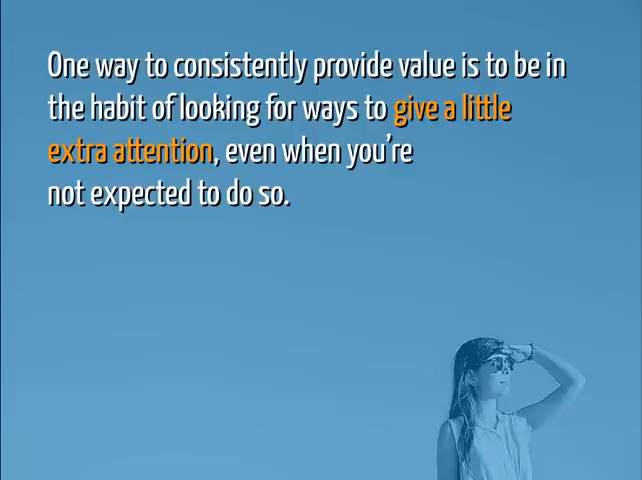 One way to consistently provide value is to be in
the habit of looking for ways to give a little
extra attention, even when you’re
not expected to do so.